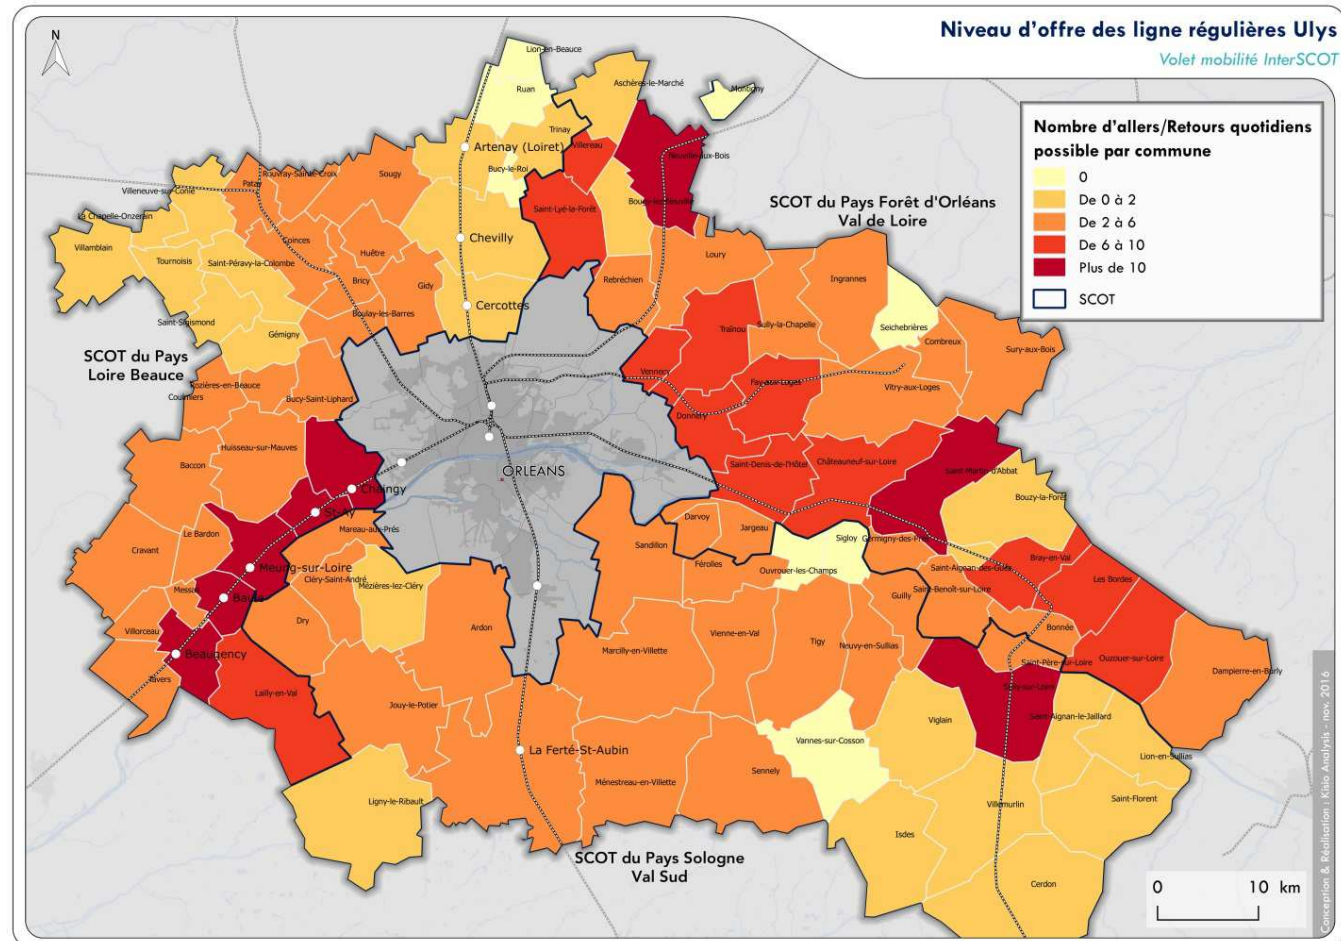 Niveau d'offre des ligne régulières Ulys
Volet mobilité InterSCOT
N
Nombre d'allers/Retours quotidiens
possible par commune
0
De 0 à 2
De 2 à 6
De 6 à 10
Plus de 10
SCOT
Lion-en-Beauce
Ruan
Aschères-le-Marché
Montigny
Trinay
Artenay (Loiret)
Villereau
Neuville-aux-Bois
Bucy-le-Roi
Rouvray-Sainte-Croix
Sougy
Patay
Villeneuve-sur-Conie
La Chapelle-Onzerain
Saint-Lyé-la-Forêt
Bougy-lez-Neuville
SCOT du Pays Forêt d'Orléans
Val de Loire
Villamblain
Coinces
Chevilly
Huêtre
Loury
Tournoisis
Saint-Péravy-la-Colombe
Bricy
Gidy
Rebréchien
Ingrannes
Cercottes
Boulay-les-Barres
Saint-Sigismond
Gémigny
Traînou
Sully-la-Chapelle
Seichebrières
Combreux
Sury-aux-Bois
SCOT du Pays
Loire Beauce
Vennecy
Fay-aux-Loges
Vitry-aux-Loges
Rozières-en-Beauce
Coulmiers
Bucy-Saint-Liphard
Donnery
Huisseau-sur-Mauves
Baccon
ORLEANS
Saint-Denis-de-l'Hôtel
Châteauneuf-sur-Loire
Saint-Martin-d'Abbat
Chaingy
Bouzy-la-Forêt
St-Ay
Mareau-aux-Prés
Darvoy
Jargeau
Le Bardon
Cravant
Sandillon
Sigloy
Germigny-des-Prés
Férolles
Ouvrouer-les-Champs
Bray-en-Val
Saint-Aignan-des-Gués
Les Bordes
Meung-sur-Loire
Cléry-Saint-André
Mézières-lez-Cléry
Messas
Baule
Guilly
Saint-Benoît-sur-Loire
Dry
Ardon
Vienne-en-Val
Tigy
Neuvy-en-Sullias
Bonnée
Villorceau
Marcilly-en-Villette
Beaugency
Saint-Père-sur-Loire
Ouzouer-sur-Loire
Dampierre-en-Burly
Tavers
Lailly-en-Val
Sully-sur-Loire
Jouy-le-Potier
Viglain
Saint-Aignan-le-Jaillard
Vannes-sur-Cosson
La Ferté-St-Aubin
Lion-en-Sullias
Sennely
Ménestreau-en-Villette
Ligny-le-Ribault
Villemurlin
Saint-Florent
Isdes
SCOT du Pays Sologne
Val Sud
Cerdon
0 10 km
Conception & Réalisation : Kisio Analysis - nov. 2016